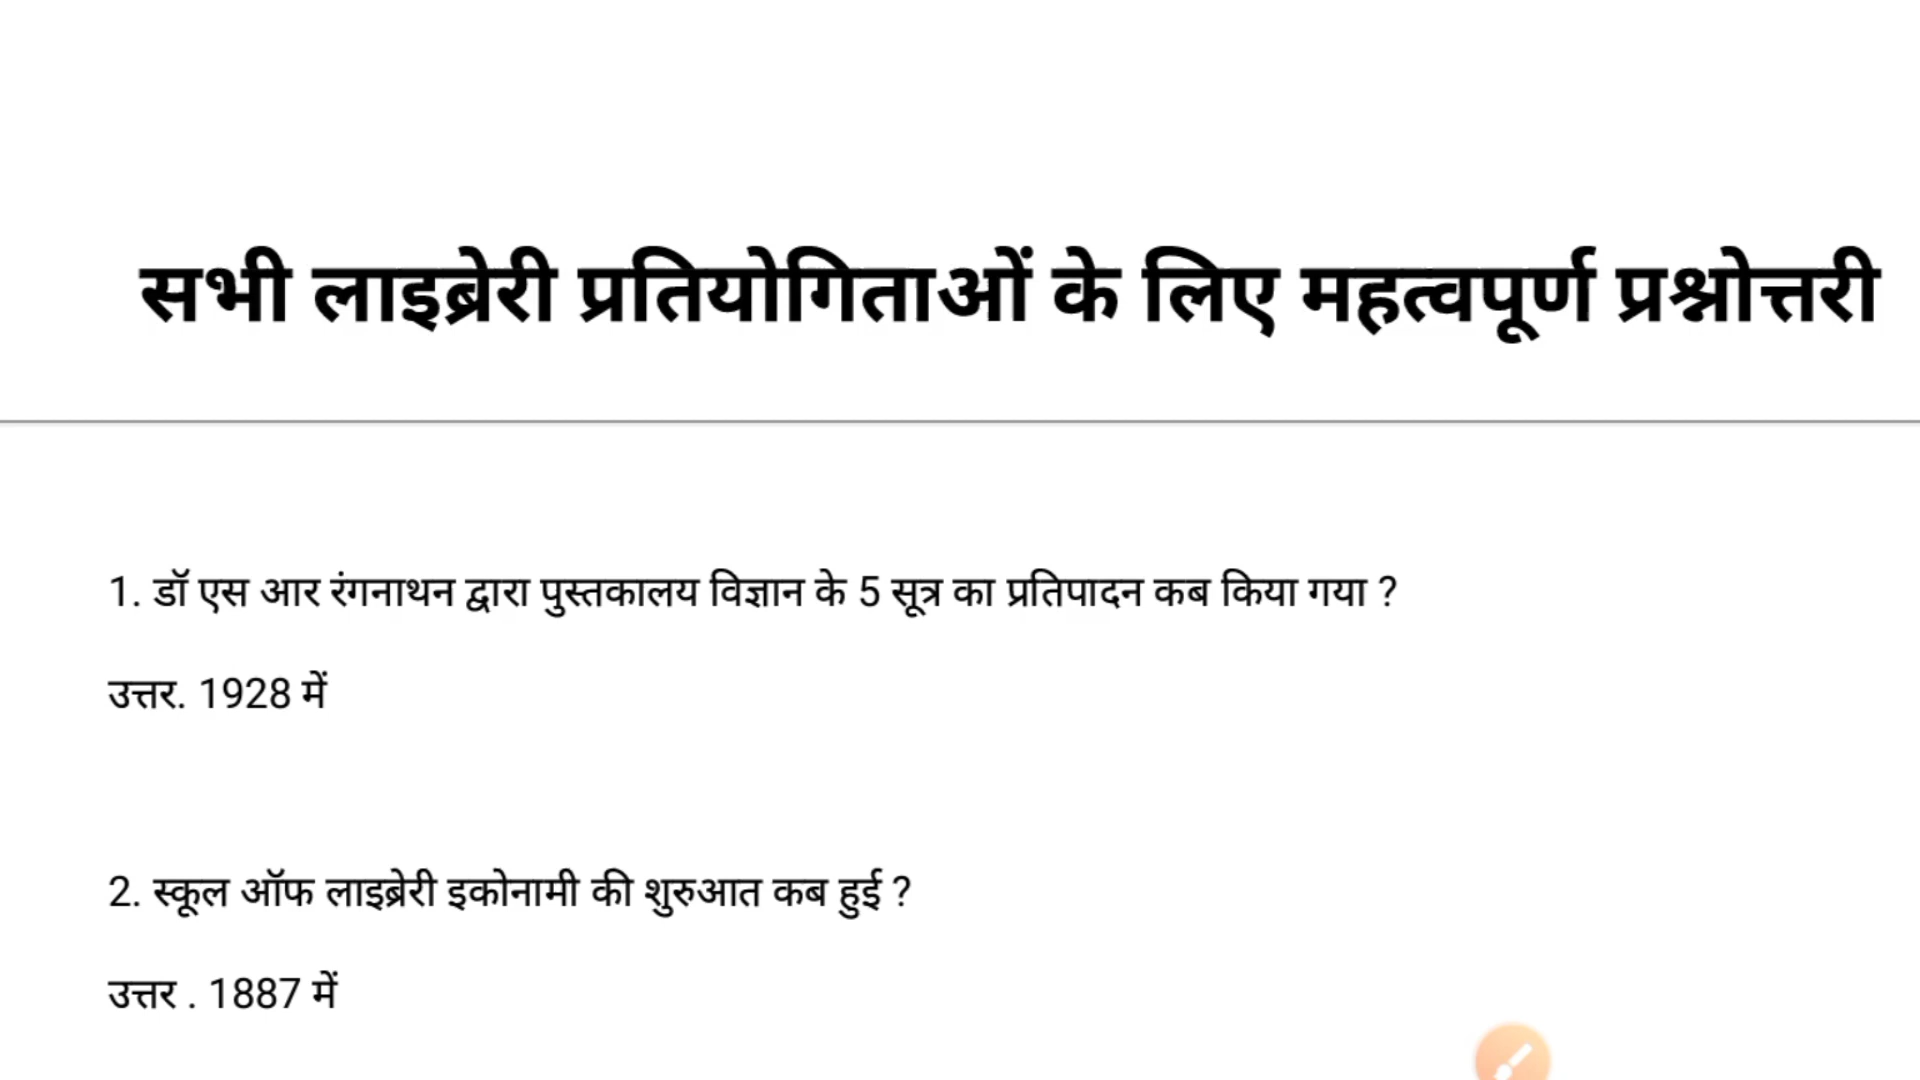 सभी लाइब्रेरी प्रतियोगिताओं के लिए महत्वपूर्ण प्रश्नोत्तरी
1. डॉ एस आर रंगनाथन द्वारा पुस्तकालय विज्ञान के 5 सूत्र का प्रतिपादन कब किया गया ?
उत्तर. 1928 में
2. स्कूल ऑफ लाइब्रेरी इकोनामी की शुरुआत कब हुई ?
उत्तर . 1887 में